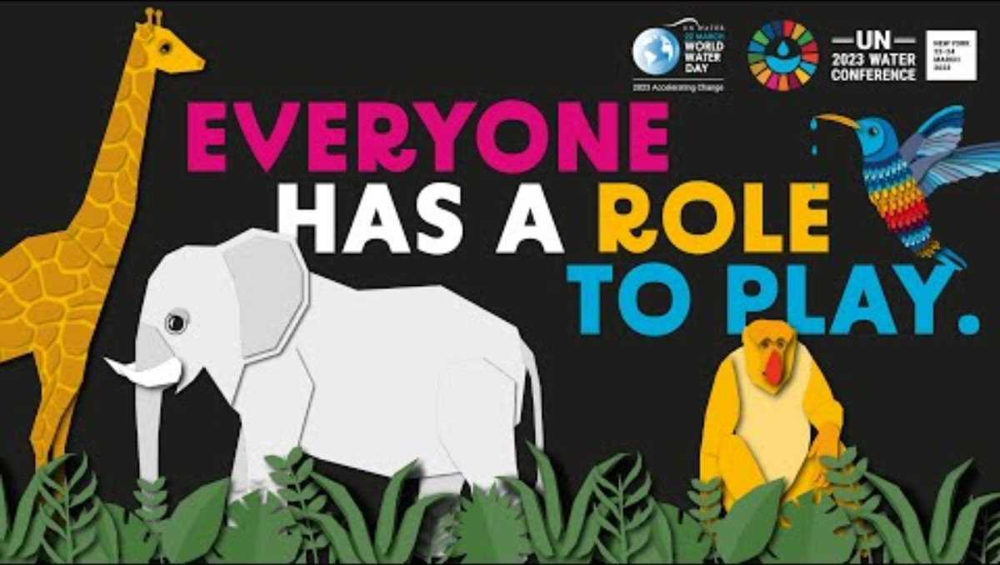 UN WATER
22 MARCH
WORLD
WATER
DAY
2023 Accelerating Change
UN
2023 WATER
CONFERENCE
NEW YORK
22-24
MARCH
2023
EVERYONE
HAS A ROLE
TO PLAY.